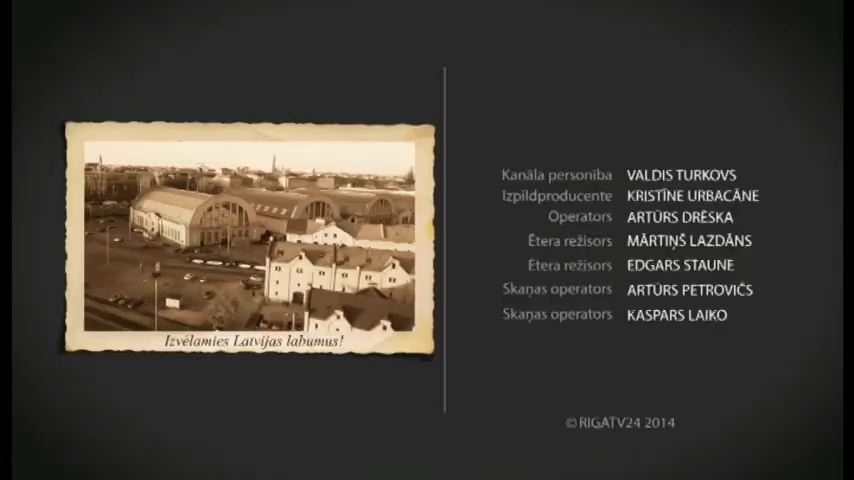 Izvēlamies Latvijas labumus!
Kanāla personība VALDIS TURKOVS
Izpildproducente KRISTĪNE URBACĀNE
Operators ARTŪRS DRĒSKA
Ētera režisors MĀRTIŅŠ LAZDĀNS
Ētera režisors EDGARS STAUNE
Skaņas operators ARTŪRS PETROVIČS
Skaņas operators KASPARS LAIKO
© RIGATV24 2014